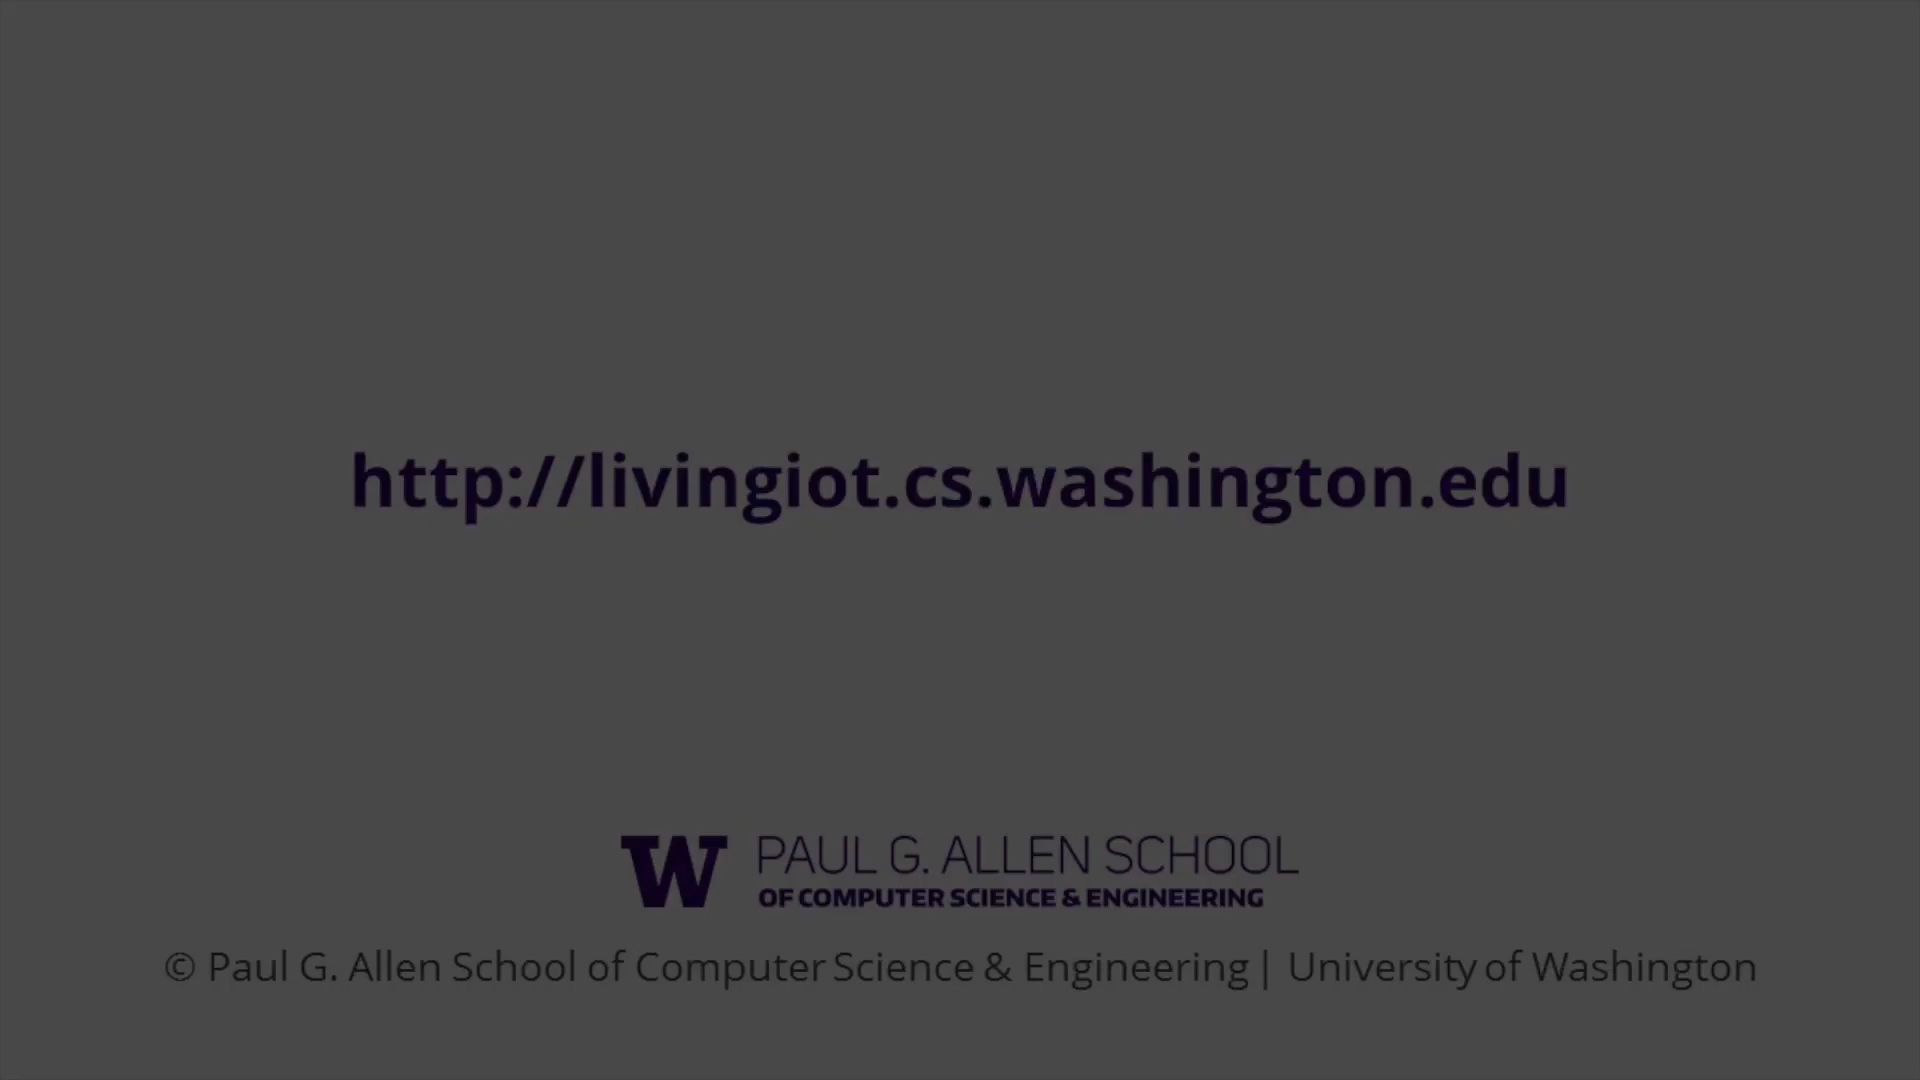 http://livingiot.cs.washington.edu
W PAUL G. ALLEN SCHOOL
OF COMPUTER SCIENCE & ENGINEERING
© Paul G. Allen School of Computer Science & Engineering | University of Washington